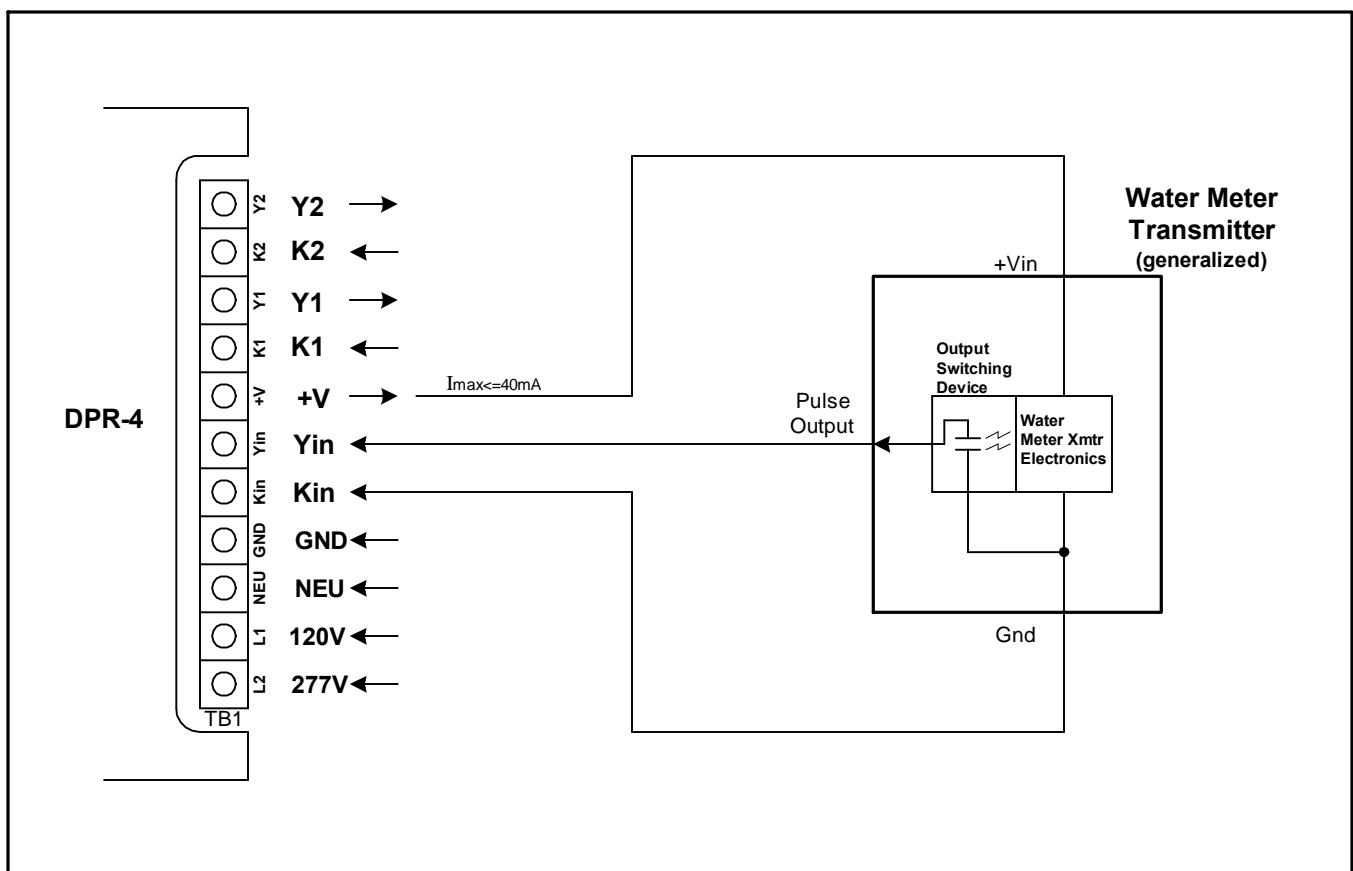 DPR-4
Y2 Y2
K2 K2
Y1 Y1
K1 K1
+V +V
Imax<=40mA
Yin Yin
Kin Kin
GND GND
NEU NEU
L1 120V
L2 277V
TB1
Water Meter
Transmitter
(generalized)
+Vin
Output
Switching
Device
Water
Meter Xmtr
Electronics
Pulse
Output
Gnd